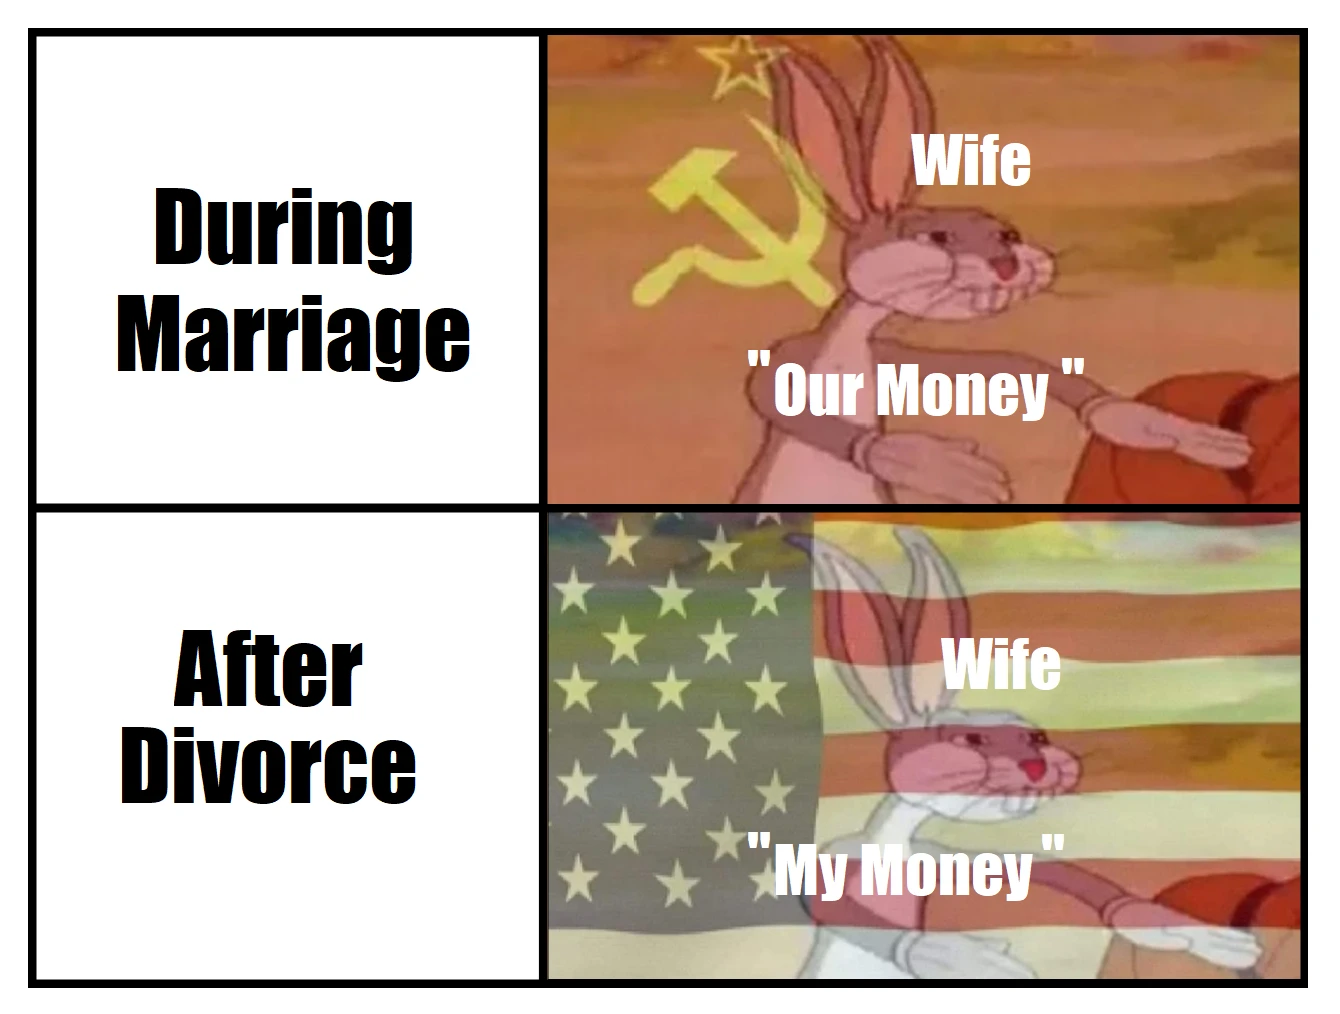 During
Marriage
Wife
"Our Money"
After
Divorce
Wife
"My Money"